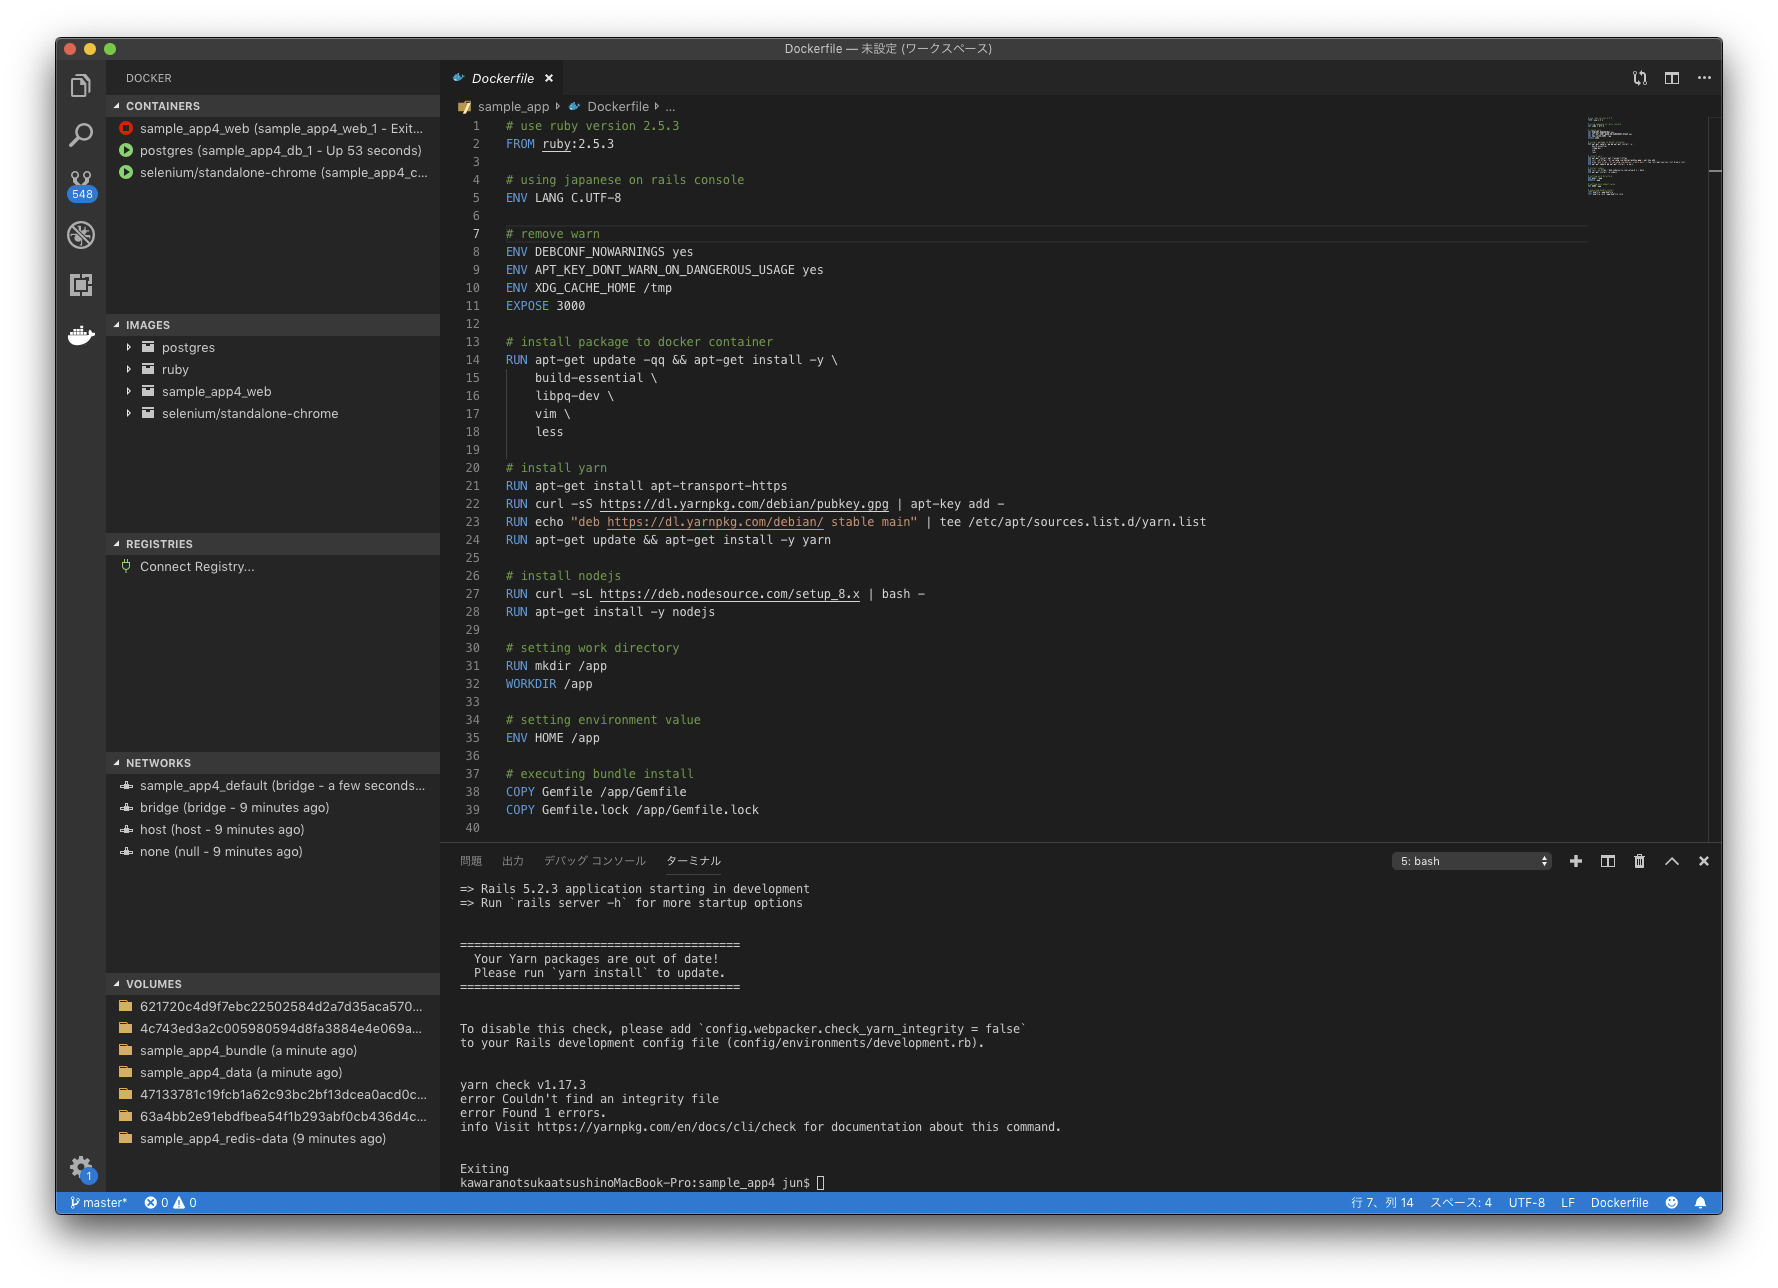 Dockerfile — 未設定 (ワークスペース)
DOCKER
CONTAINERS
sample_app4_web (sample_app4_web_1 - Exit...
postgres (sample_app4_db_1 - Up 53 seconds)
selenium/standalone-chrome (sample_app4_c...
548
IMAGES
postgres
ruby
sample_app4_web
selenium/standalone-chrome
REGISTRIES
Connect Registry...
NETWORKS
sample_app4_default (bridge - a few seconds...
bridge (bridge - 9 minutes ago)
host (host - 9 minutes ago)
none (null - 9 minutes ago)
VOLUMES
621720c4d9f7ebc22502584d2a7d35aca570...
4c743ed3a2c005980594d8fa3884e4e069a...
sample_app4_bundle (a minute ago)
sample_app4_data (a minute ago)
47133781c19fcb1a62c93bc2bf13dcea0acd0c...
63a4bb2e91ebdfbea54f1b293abf0cb436d4c...
sample_app4_redis-data (9 minutes ago)
1
Dockerfile
sample_app Dockerfile ...
1 # use ruby version 2.5.3
2 FROM ruby:2.5.3
3
4 # using japanese on rails console
5 ENV LANG C.UTF-8
6
7 # remove warn
8 ENV DEBCONF_NOWARNINGS yes
9 ENV APT_KEY_DONT_WARN_ON_DANGEROUS_USAGE yes
10 ENV XDG_CACHE_HOME /tmp
11 EXPOSE 3000
12
13 # install package to docker container
14 RUN apt-get update -qq && apt-get install -y \
15 build-essential \
16 libpq-dev \
17 vim \
18 less
19
20 # install yarn
21 RUN apt-get install apt-transport-https
22 RUN curl -sS https://dl.yarnpkg.com/debian/pubkey.gpg | apt-key add -
23 RUN echo "deb https://dl.yarnpkg.com/debian/ stable main" | tee /etc/apt/sources.list.d/yarn.list
24 RUN apt-get update && apt-get install -y yarn
25
26 # install nodejs
27 RUN curl -sL https://deb.nodesource.com/setup_8.x | bash -
28 RUN apt-get install -y nodejs
29
30 # setting work directory
31 RUN mkdir /app
32 WORKDIR /app
33
34 # setting environment value
35 ENV HOME /app
36
37 # executing bundle install
38 COPY Gemfile /app/Gemfile
39 COPY Gemfile.lock /app/Gemfile.lock
40
問題 出力 デバッグ コンソール ターミナル 5: bash
=> Rails 5.2.3 application starting in development
=> Run `rails server -h` for more startup options
========================================
Your Yarn packages are out of date!
Please run `yarn install` to update.
========================================
To disable this check, please add `config.webpacker.check_yarn_integrity = false`
to your Rails development config file (config/environments/development.rb).
yarn check v1.17.3
error Couldn't find an integrity file
error Found 1 errors.
info Visit https://yarnpkg.com/en/docs/cli/check for documentation about this command.
Exiting
kawaranotsukaatsushinoMacBook-Pro:sample_app4 jun$
master* 0 0 行 7、列 14 スペース: 4 UTF-8 LF Dockerfile